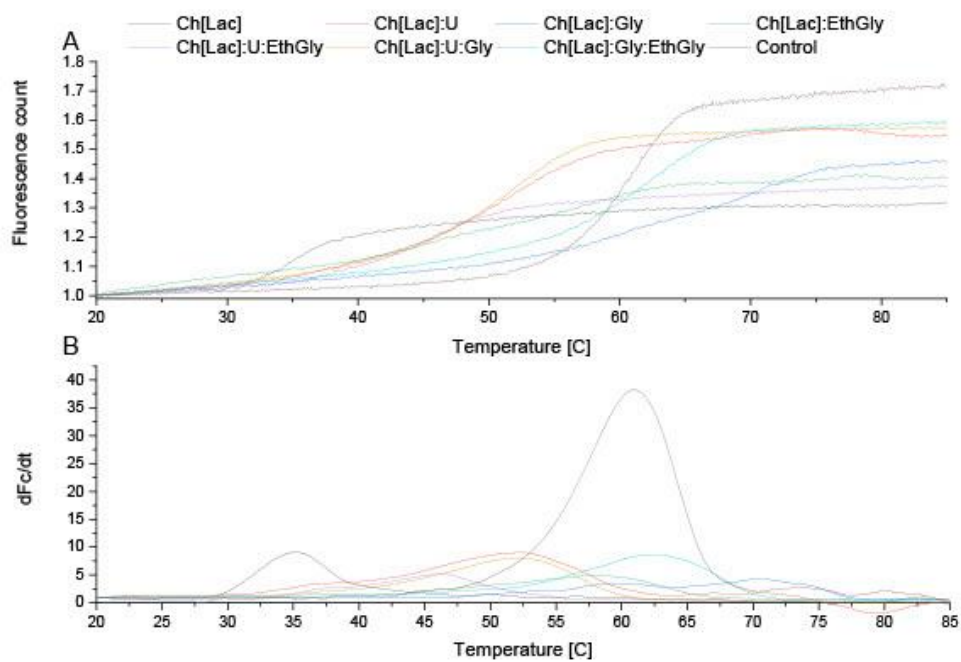 Ch[Lac] Ch[Lac]:U Ch[Lac]:Gly Ch[Lac]:EthGly
A
Ch[Lac]:U:EthGly Ch[Lac]:U:Gly Ch[Lac]:Gly:EthGly Control
1.8
1.7
1.6
1.5
1.4
1.3
1.2
1.1
1.0
Fluorescence count
20 30 40 50 60 70 80
Temperature [C]
B
40
35
30
25
20
15
10
5
0
dFc/dt
20 25 30 35 40 45 50 55 60 65 70 75 80 85
Temperature [C]